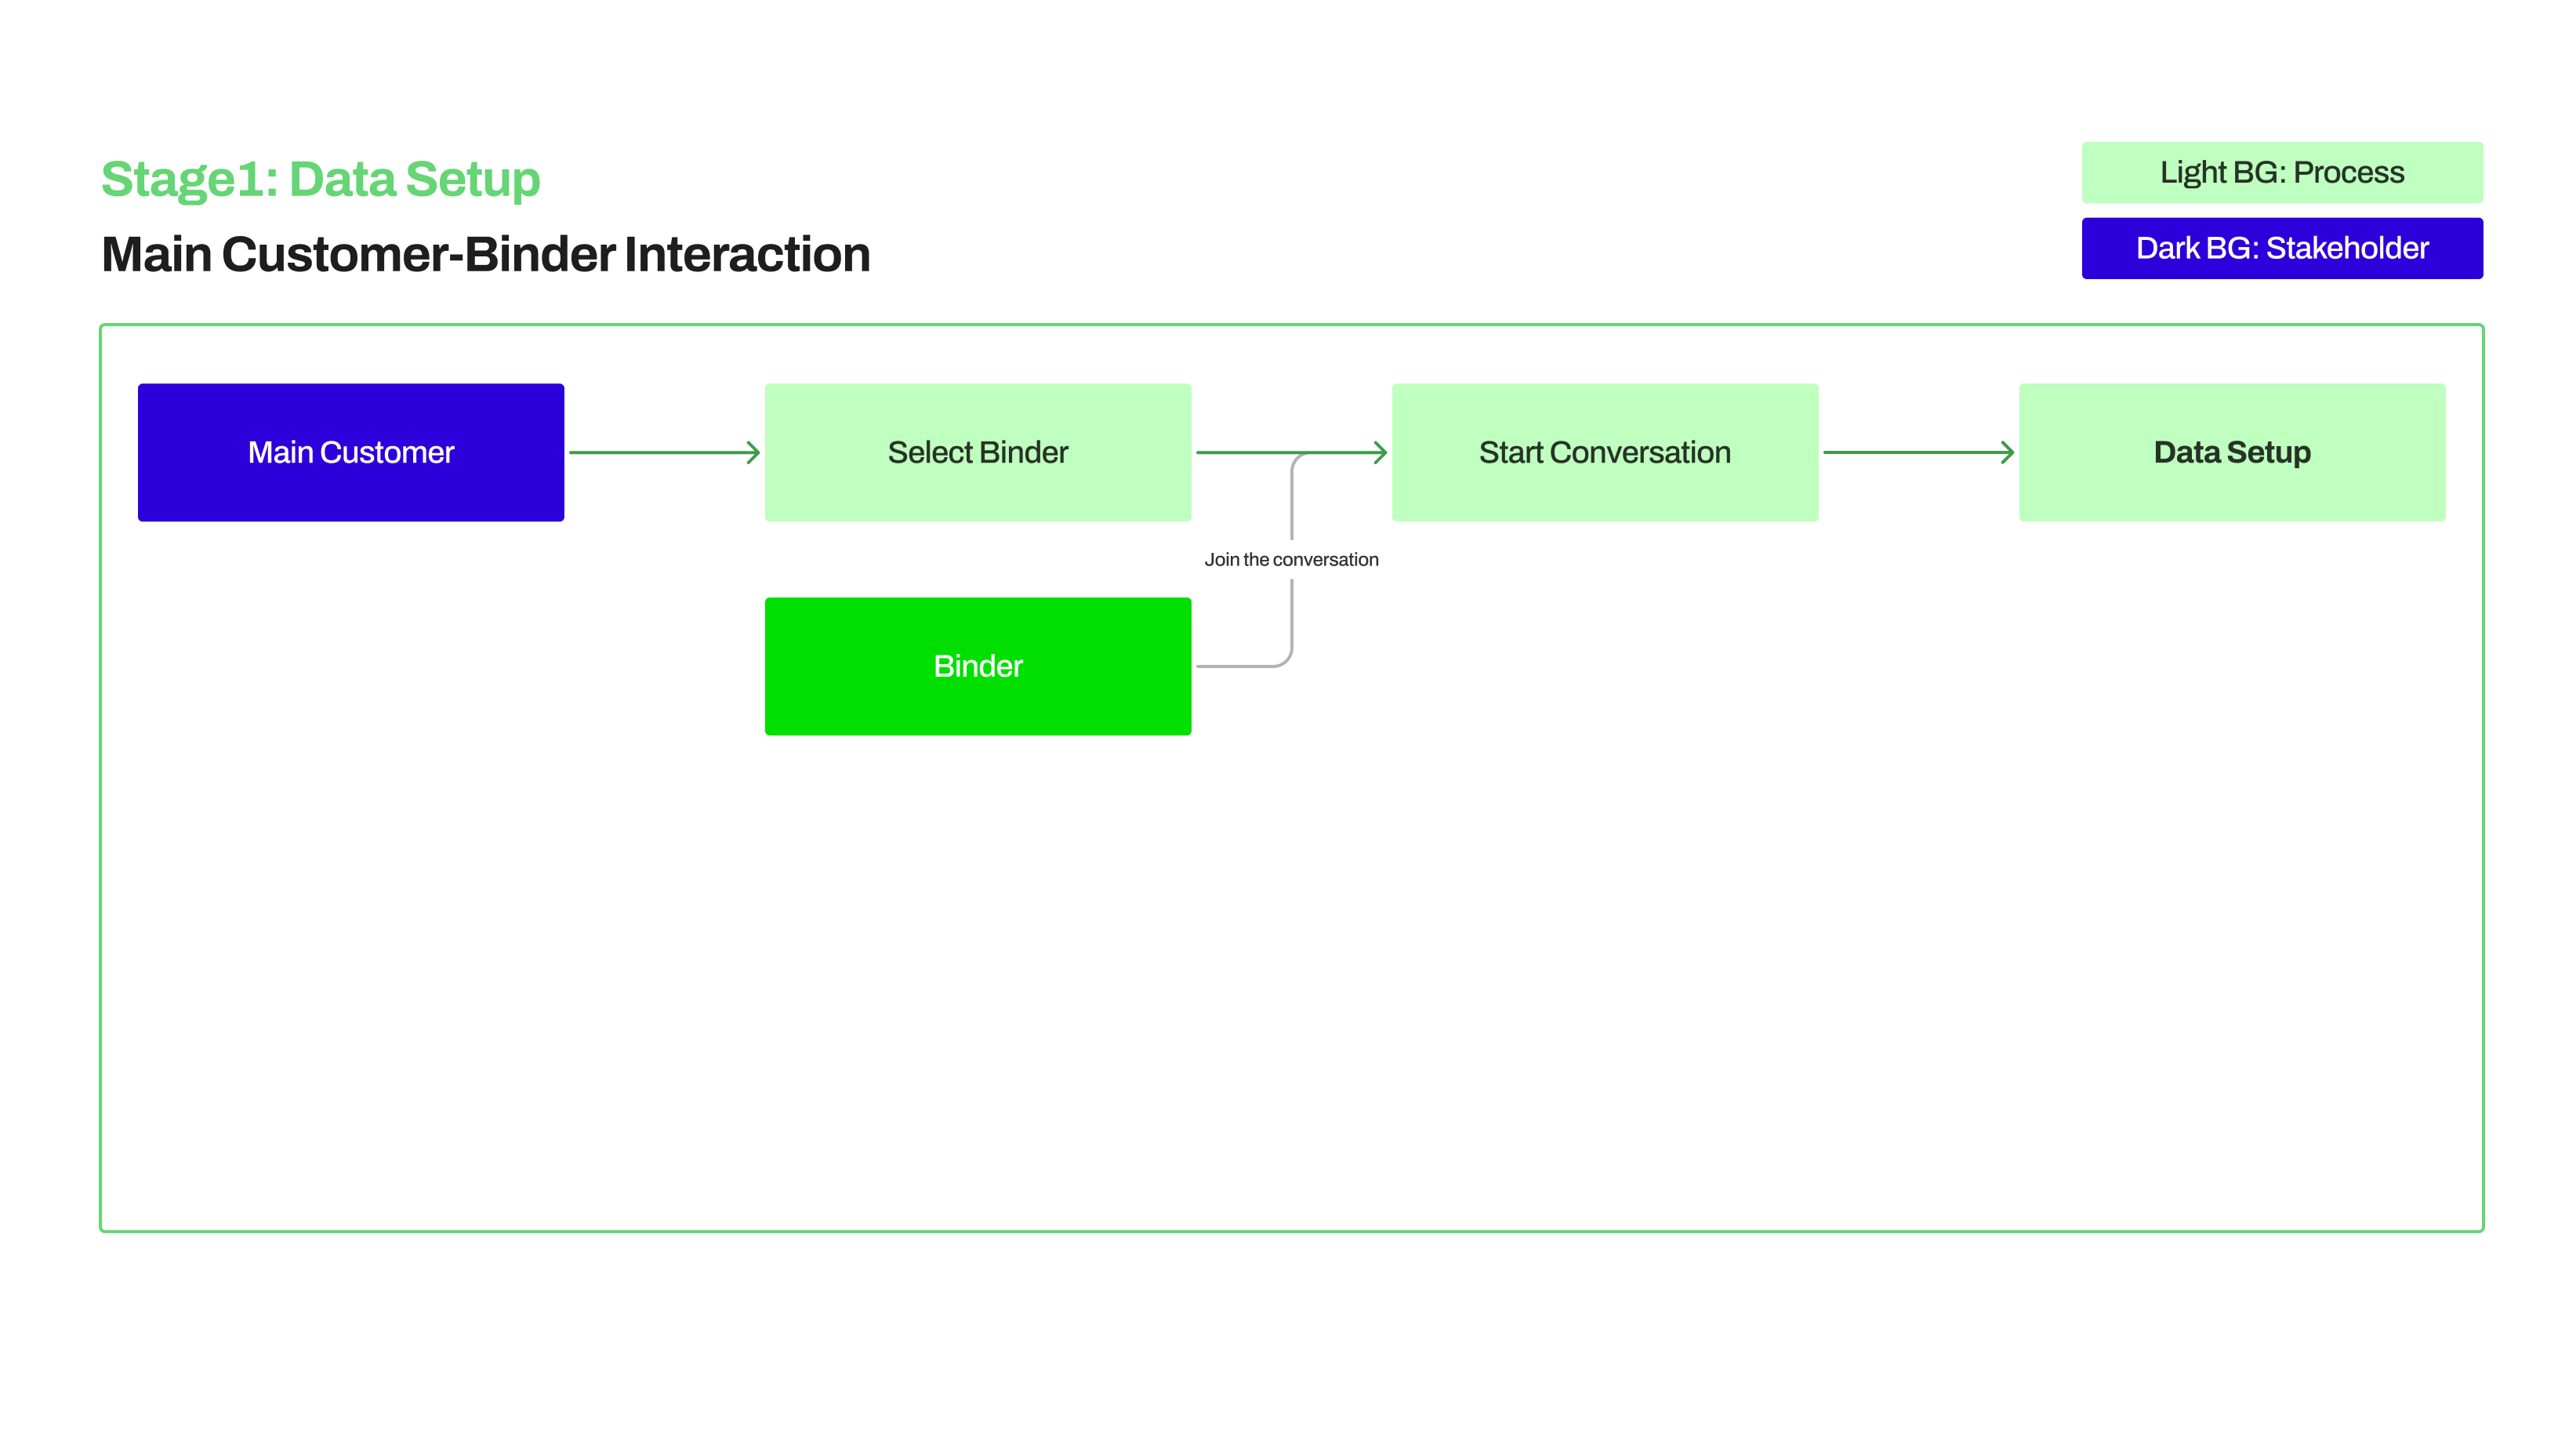 Stage1: Data Setup
Main Customer-Binder Interaction
Light BG: Process
Dark BG: Stakeholder
Main Customer
Select Binder
Start Conversation
Data Setup
Join the conversation
Binder